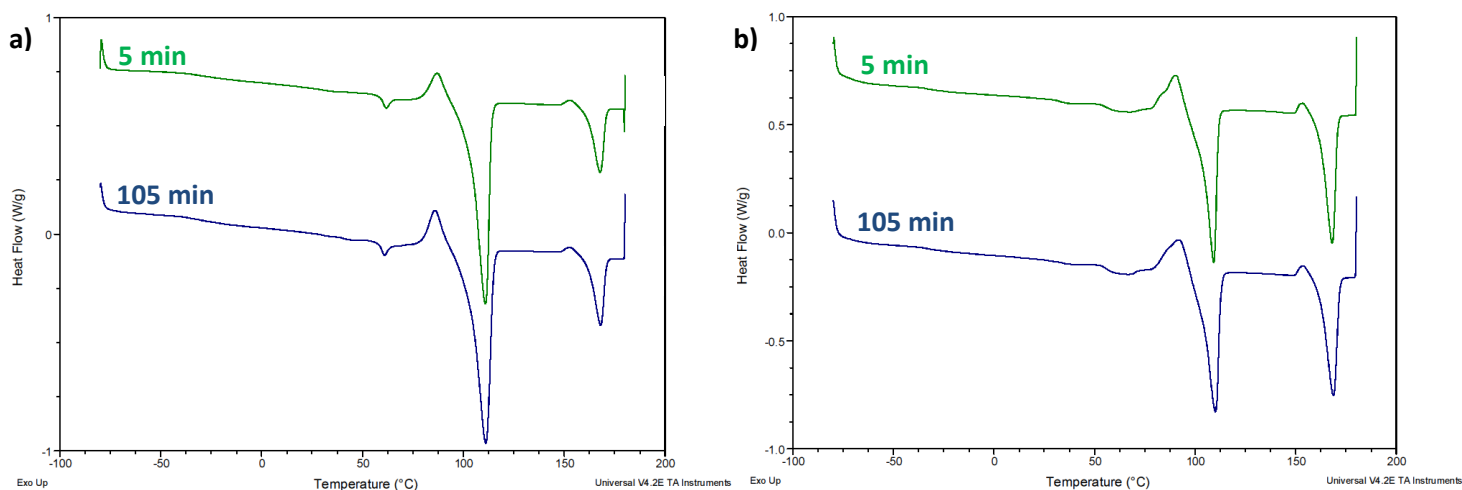 a)
5 min
105 min
1
0
-1
Heat Flow (W/g)
-100
-50
0
50
100
150
200
Exo Up
Temperature (°C)
Universal V4.2E TA Instruments
b)
5 min
105 min
1.0
0.5
0.0
-0.5
-1.0
Heat Flow (W/g)
-100
-50
0
50
100
150
200
Exo Up
Temperature (°C)
Universal V4.2E TA Instruments